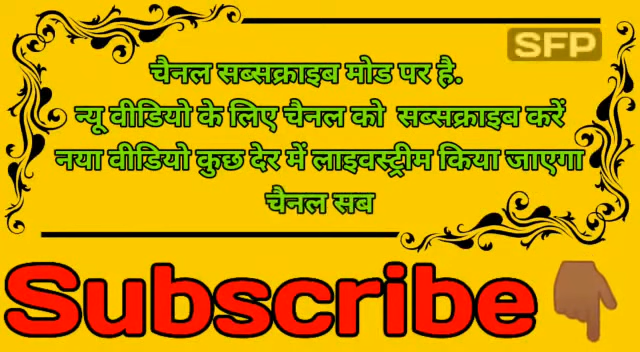 SFP
चैनल सब्सक्राइब मोड पर है.
न्यू वीडियो के लिए चैनल को सब्सक्राइब करें
नया वीडियो कुछ देर में लाइवस्ट्रीम किया जाएगा
चैनल सब
Subscribe